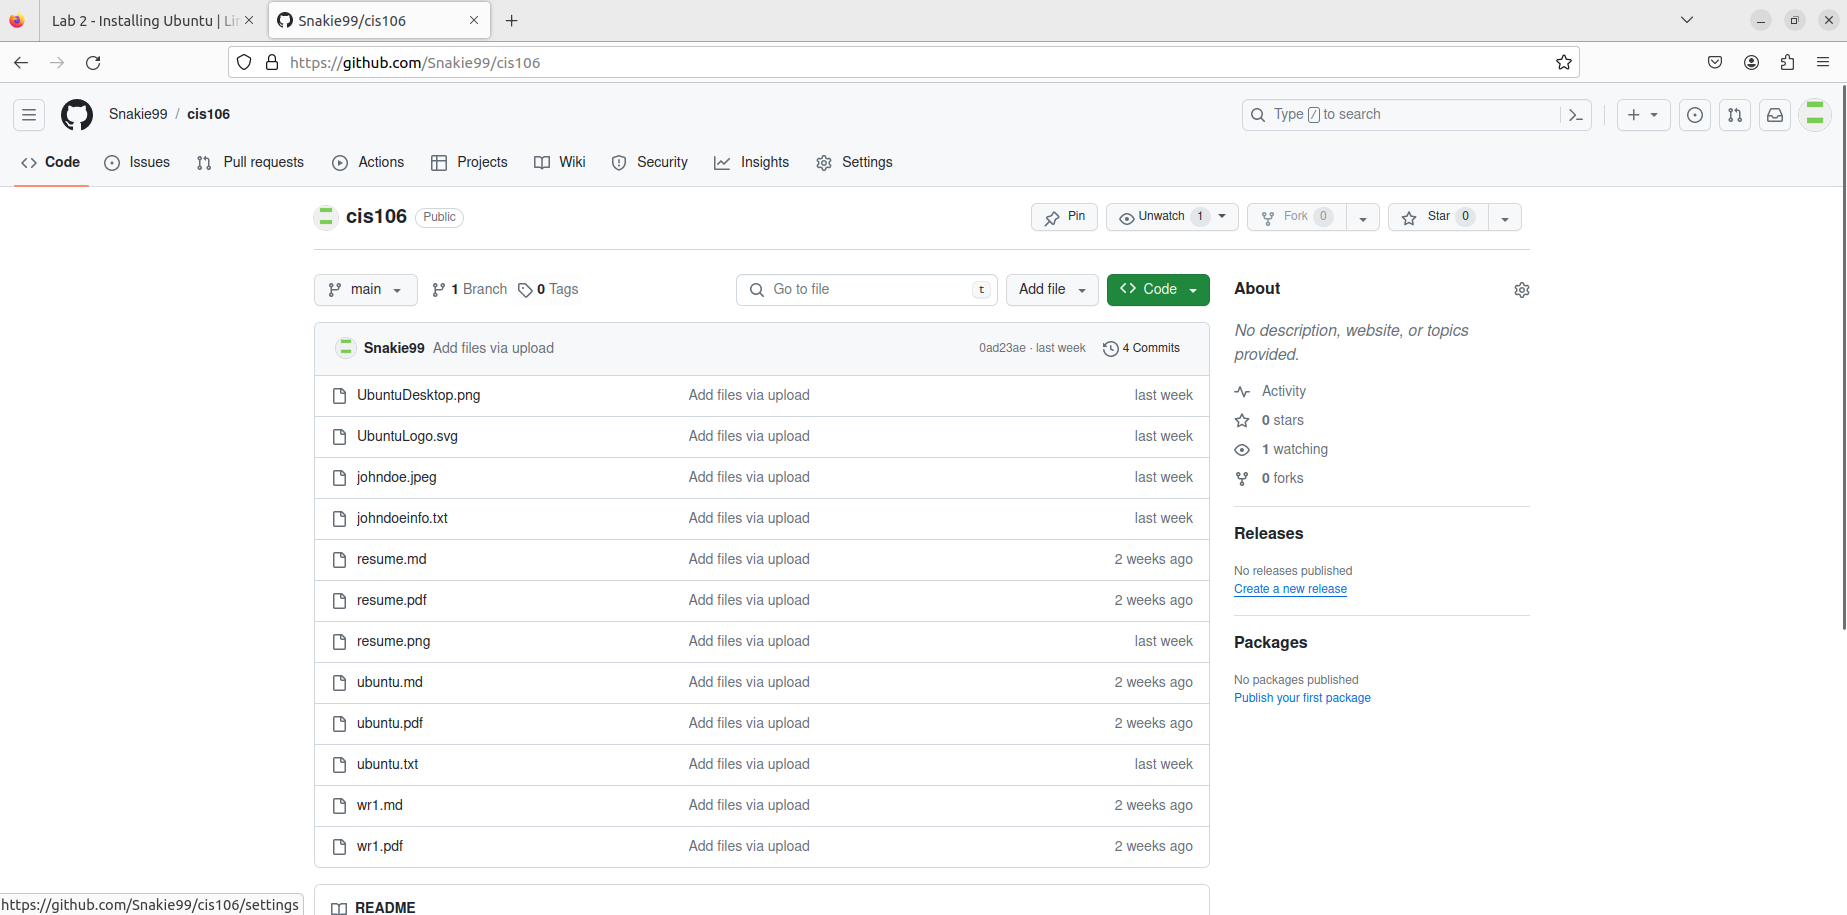 Lab 2 - Installing Ubuntu | Li
Snakie99/cis106
https://github.com/Snakie99/cis106
Snakie99 / cis106
Type / to search
Code Issues Pull requests Actions Projects Wiki Security Insights Settings
cis106 Public
Pin Unwatch 1 Fork 0 Star 0
main 1 Branch 0 Tags Go to file t Add file Code
Snakie99 Add files via upload 0ad23ae · last week 4 Commits
UbuntuDesktop.png Add files via upload last week
UbuntuLogo.svg Add files via upload last week
johndoe.jpeg Add files via upload last week
johndoeinfo.txt Add files via upload last week
resume.md Add files via upload 2 weeks ago
resume.pdf Add files via upload 2 weeks ago
resume.png Add files via upload last week
ubuntu.md Add files via upload 2 weeks ago
ubuntu.pdf Add files via upload 2 weeks ago
ubuntu.txt Add files via upload last week
wr1.md Add files via upload 2 weeks ago
wr1.pdf Add files via upload 2 weeks ago
README
About
No description, website, or topics
provided.
Activity
0 stars
1 watching
0 forks
Releases
No releases published
Create a new release
Packages
No packages published
Publish your first package
https://github.com/Snakie99/cis106/settings